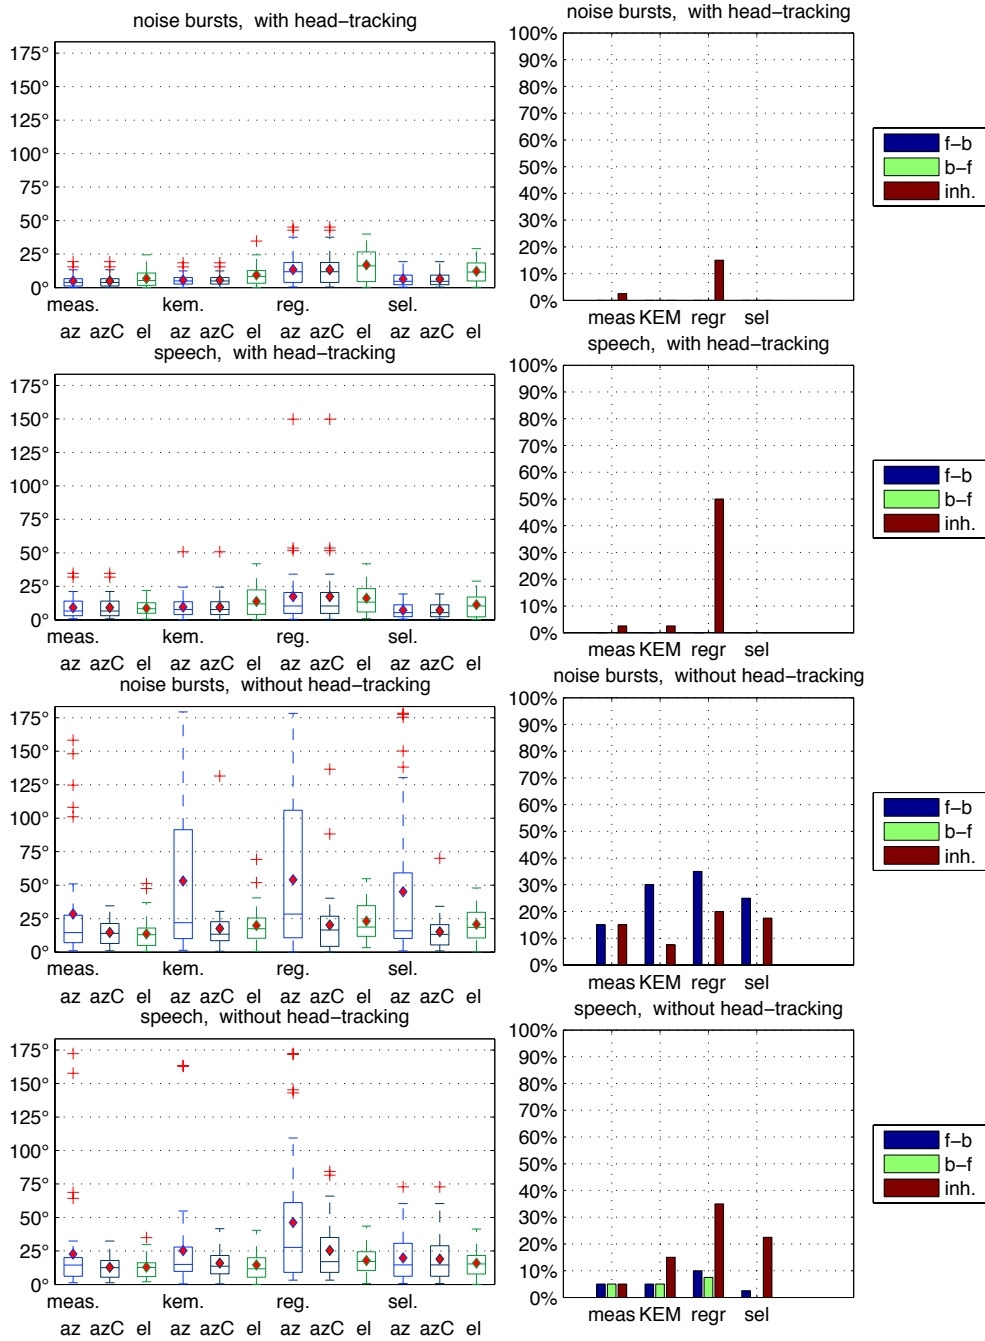 noise bursts, with head-tracking
175°
150°
125°
100°
75°
50°
25°
0°
meas. kem. reg. sel.
az azC el az azC el az azC el az azC el
noise bursts, with head-tracking
100%
90%
80%
70%
60%
50%
40%
30%
20%
10%
0%
meas KEM regr sel
f-b
b-f
inh.
speech, with head-tracking
175°
150°
125°
100°
75°
50°
25°
0°
meas. kem. reg. sel.
az azC el az azC el az azC el az azC el
speech, with head-tracking
100%
90%
80%
70%
60%
50%
40%
30%
20%
10%
0%
meas KEM regr sel
f-b
b-f
inh.
noise bursts, without head-tracking
175°
150°
125°
100°
75°
50°
25°
0°
meas. kem. reg. sel.
az azC el az azC el az azC el az azC el
noise bursts, without head-tracking
100%
90%
80%
70%
60%
50%
40%
30%
20%
10%
0%
meas KEM regr sel
f-b
b-f
inh.
speech, without head-tracking
175°
150°
125°
100°
75°
50°
25°
0°
meas. kem. reg. sel.
az azC el az azC el az azC el az azC el
speech, without head-tracking
100%
90%
80%
70%
60%
50%
40%
30%
20%
10%
0%
meas KEM regr sel
f-b
b-f
inh.